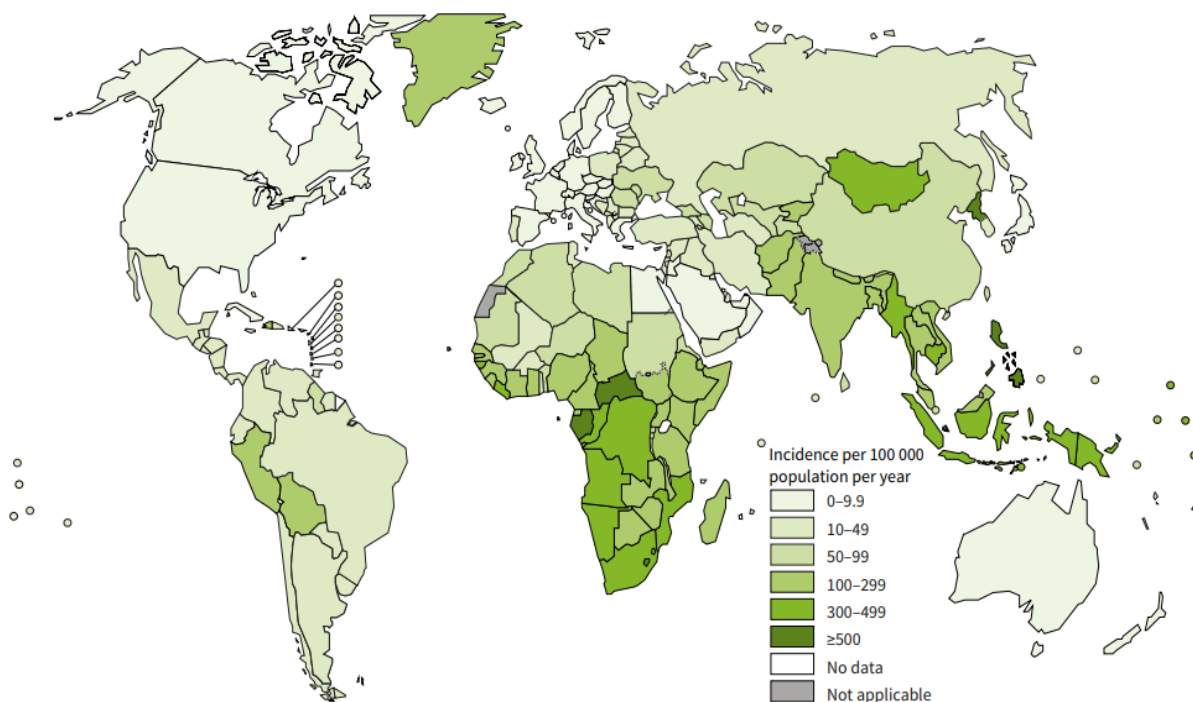 Incidence per 100 000
population per year
0–9.9
10–49
50–99
100–299
300–499
≥500
No data
Not applicable